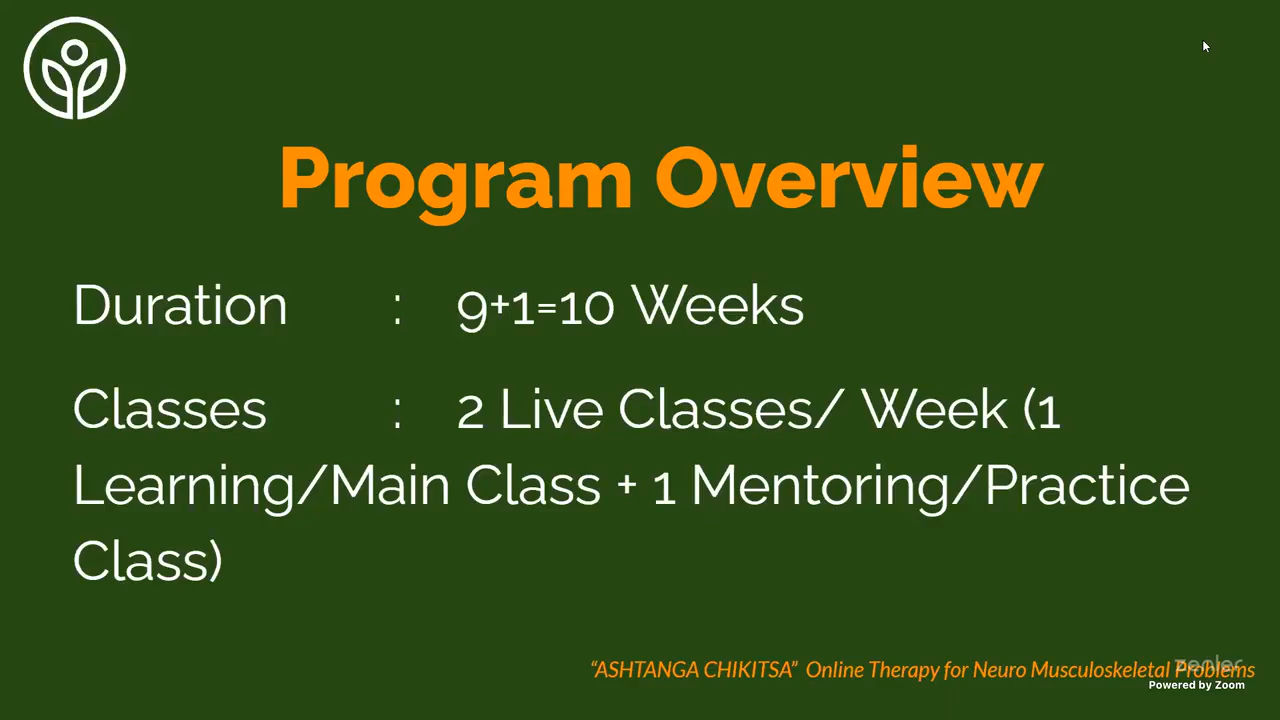 Program Overview
Duration : 9+1=10 Weeks
Classes : 2 Live Classes/ Week (1
Learning/Main Class + 1 Mentoring/Practice
Class)
“ASHTANGA CHIKITSA” Online Therapy for Neuro Musculoskeletal Problems
Powered by Zoom